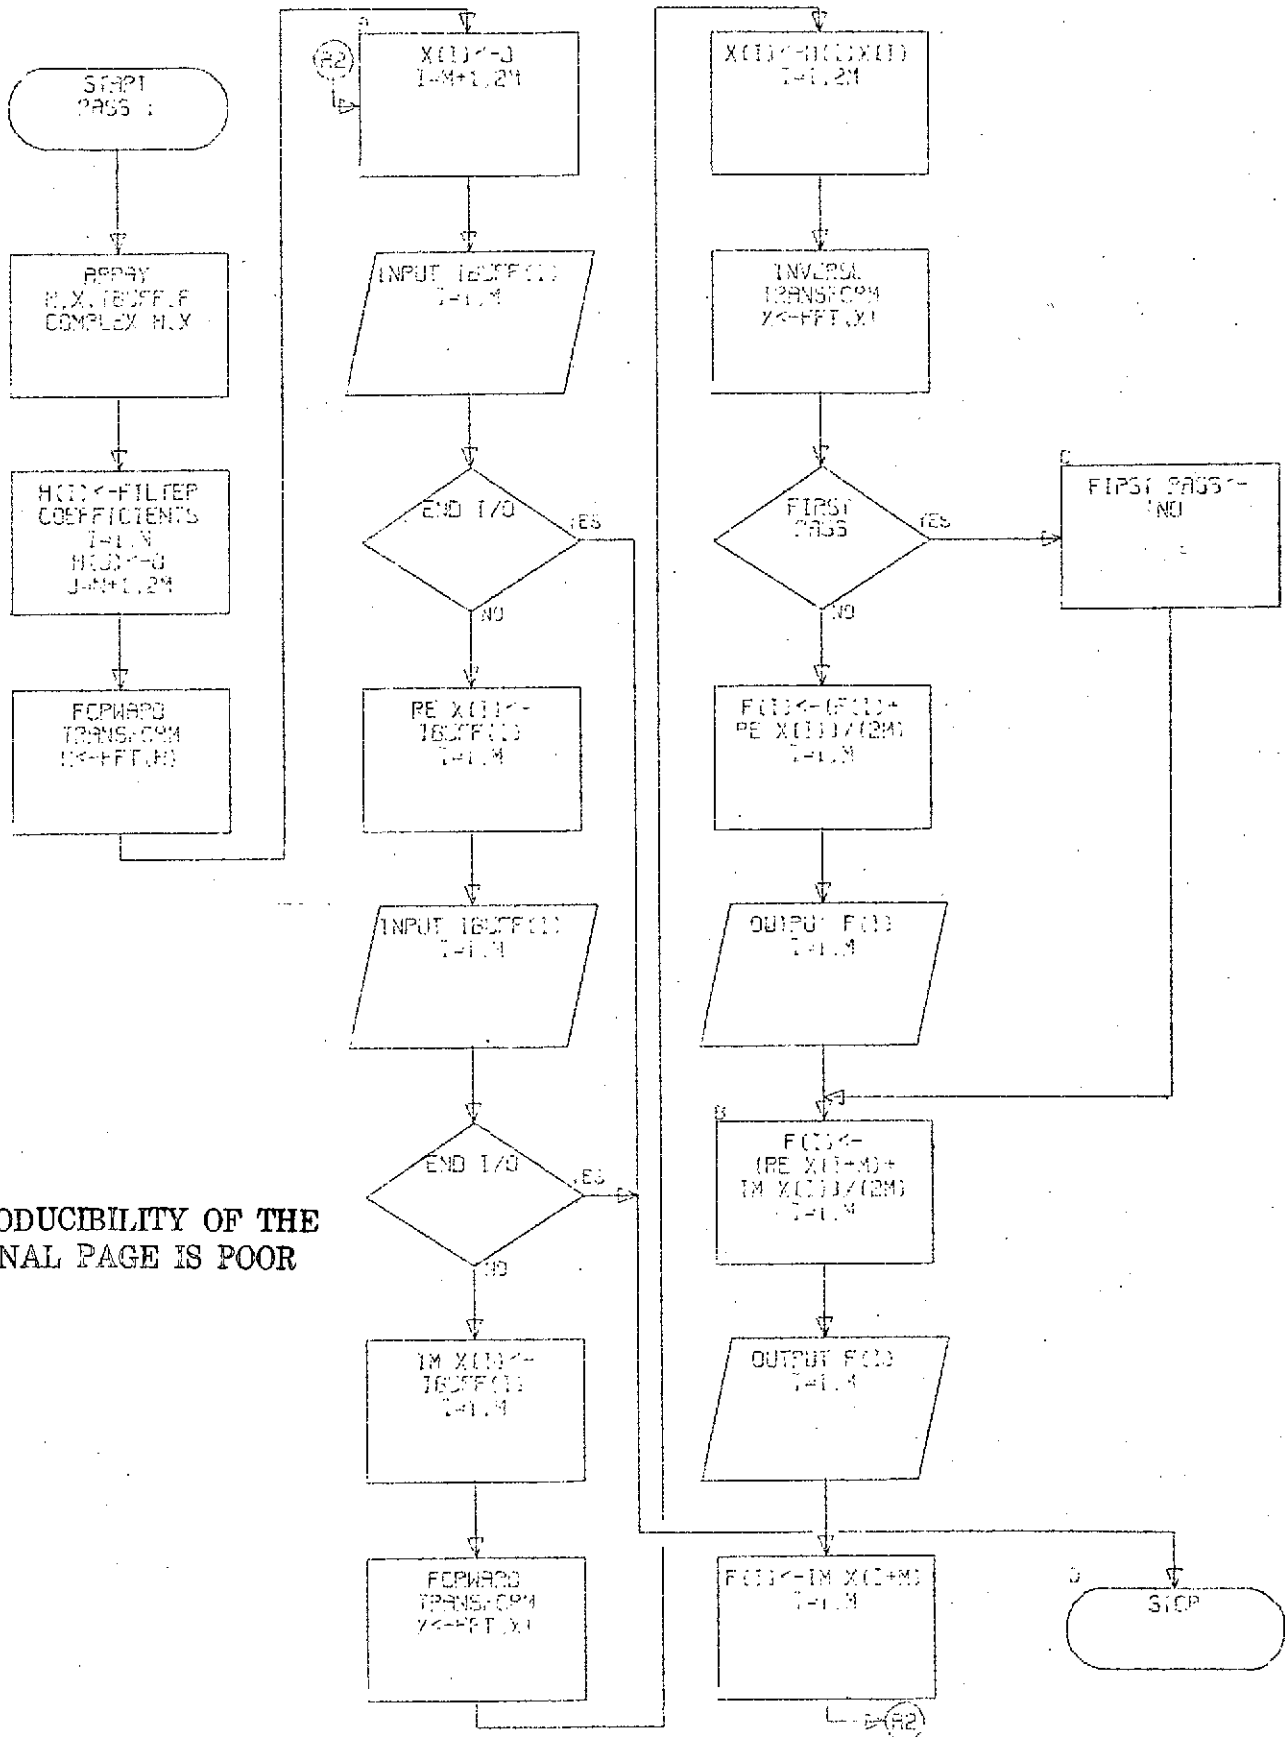 START
PASS 1
ARRAY
H,X,IBUFF,F
COMPLEX H,X
H(I)<-FILTER
COEFFICIENTS
I=1,N
H(J)<-0
J=N+1,2M
FORWARD
TRANSFORM
H<-FFT(H)
A
A2
X(I)<-0
I=M+1,2M
INPUT IBUFF(I)
I=1,M
END I/O
YES
NO
RE X(I)<-
IBUFF(I)
I=1,M
INPUT IBUFF(I)
I=1,M
END I/O
YES
NO
IM X(I)<-
IBUFF(I)
I=1,M
FORWARD
TRANSFORM
X<-FFT(X)
X(I)<-H(I)X(I)
I=1,2M
INVERSE
TRANSFORM
X<-FFT(X)
FIRST
PASS
YES
NO
C
FIRST PASS<-
NO
F(I)<-(F(I)+
RE X(I))/(2M)
I=1,M
OUTPUT F(I)
I=1,M
B
F(I)<-
(RE X(I+M)+
IM X(I))/(2M)
I=1,M
OUTPUT F(I)
I=1,M
F(I)<-IM X(I+M)
I=1,M
A2
D
STOP
ODUCIBILITY OF THE
NAL PAGE IS POOR